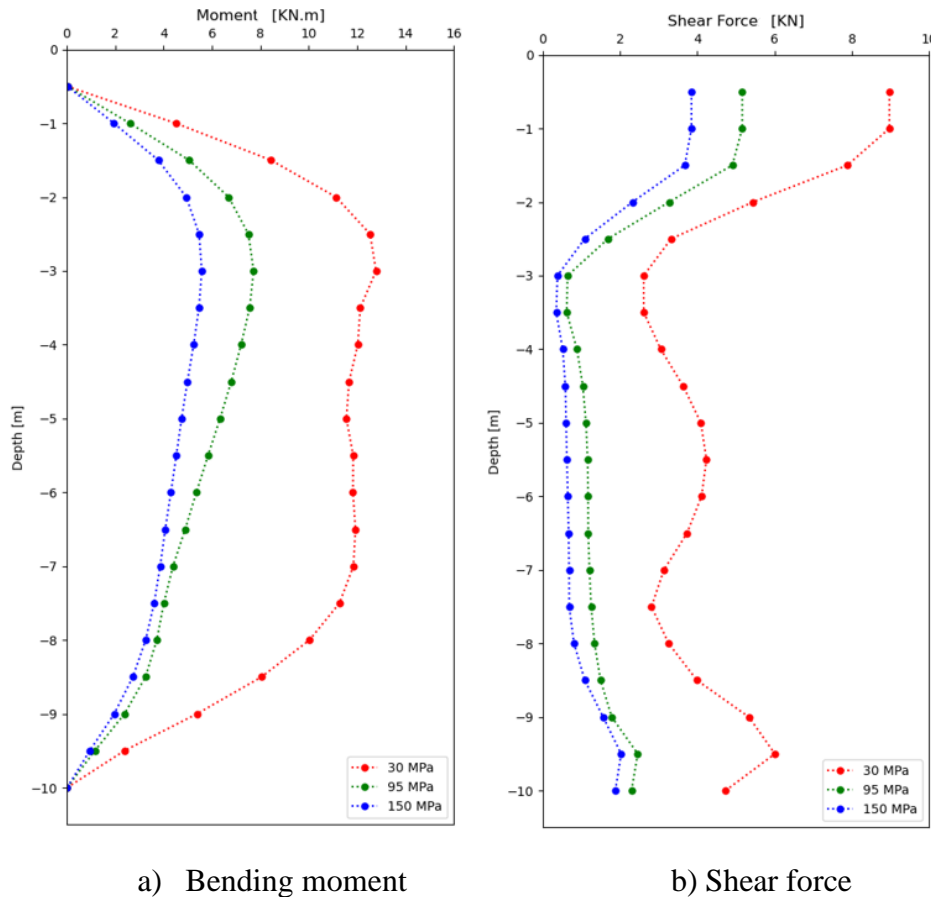 Moment [KN.m]
0 2 4 6 8 10 12 14 16
0
−1
−2
−3
−4
−5
−6
−7
−8
−9
−10
Depth [m]
30 MPa
95 MPa
150 MPa
Shear Force [KN]
0 2 4 6 8 10
0
−1
−2
−3
−4
−5
−6
−7
−8
−9
−10
Depth [m]
30 MPa
95 MPa
150 MPa
a) Bending moment
b) Shear force